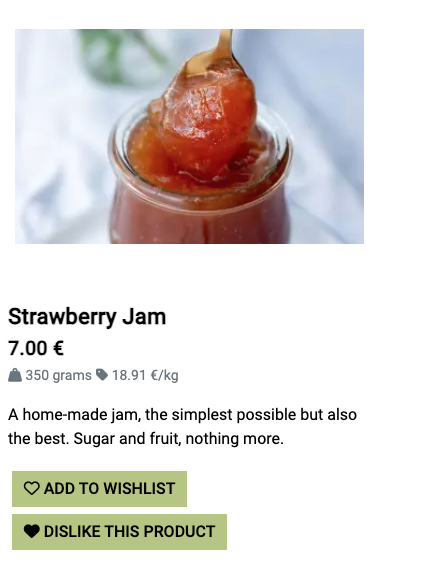 Strawberry Jam
7.00 €
350 grams 18.91 €/kg
A home-made jam, the simplest possible but also
the best. Sugar and fruit, nothing more.
ADD TO WISHLIST
DISLIKE THIS PRODUCT